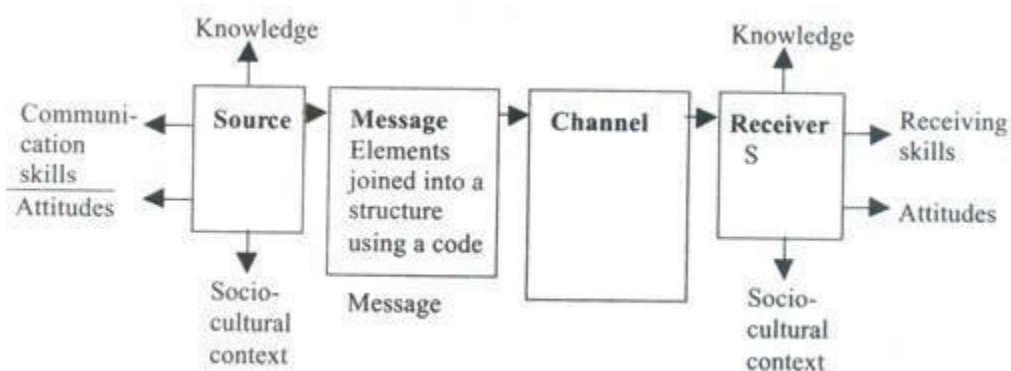 Knowledge
Knowledge
Communi-
cation
skills
Attitudes
Source
Message
Elements
joined into a
structure
using a code
Channel
Receiver
S
Receiving
skills
Attitudes
Socio-
cultural
context
Message
Socio-
cultural
context